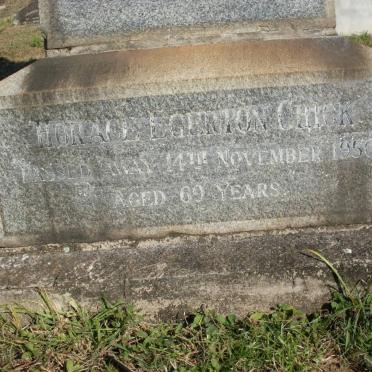 HORACE EGERTON CHICK
PASSED AWAY 14TH NOVEMBER
AGED 69 YEARS.